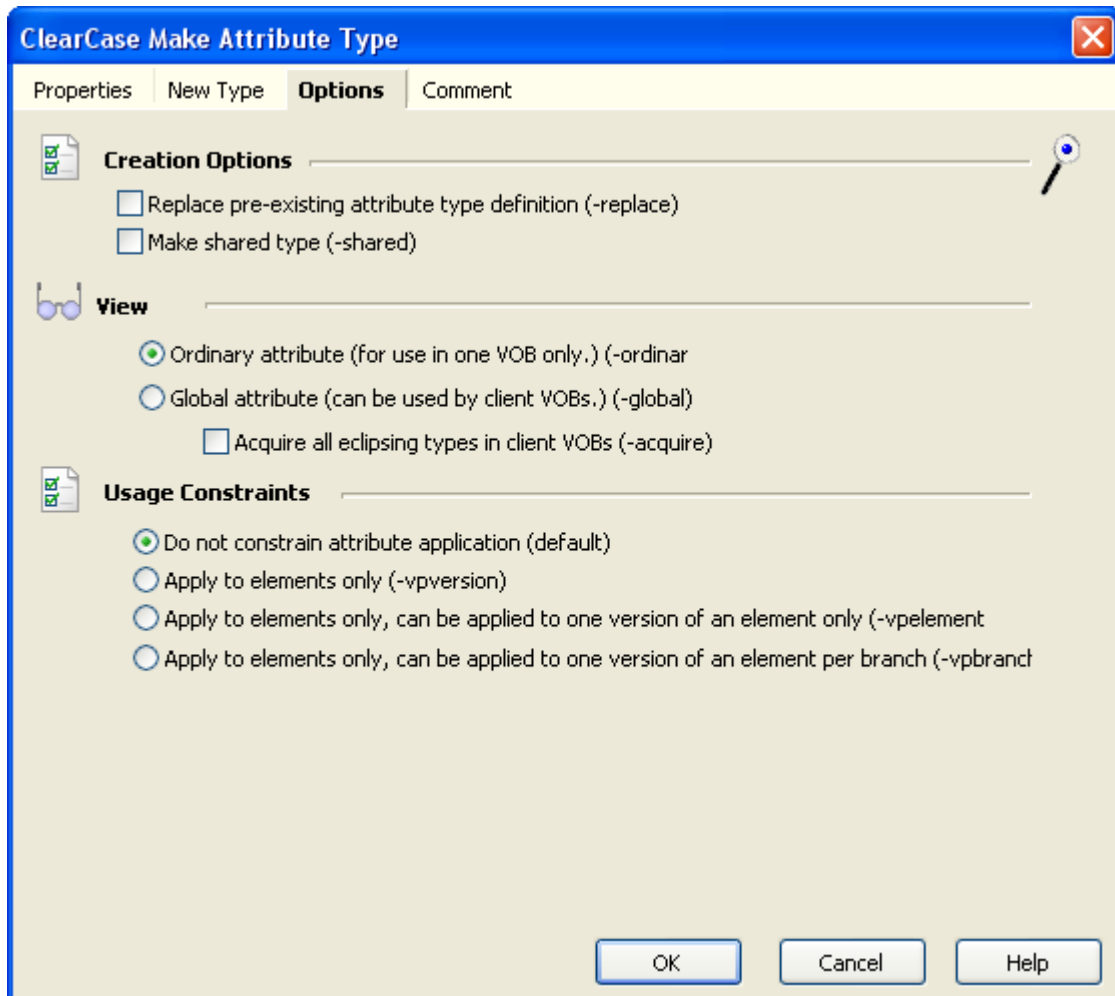 ClearCase Make Attribute Type
Properties New Type Options Comment
Creation Options
Replace pre-existing attribute type definition (-replace)
Make shared type (-shared)
View
Ordinary attribute (for use in one VOB only.) (-ordinar
Global attribute (can be used by client VOBs.) (-global)
Acquire all eclipsing types in client VOBs (-acquire)
Usage Constraints
Do not constrain attribute application (default)
Apply to elements only (-vpversion)
Apply to elements only, can be applied to one version of an element only (-vpelement
Apply to elements only, can be applied to one version of an element per branch (-vpbranch
OK Cancel Help